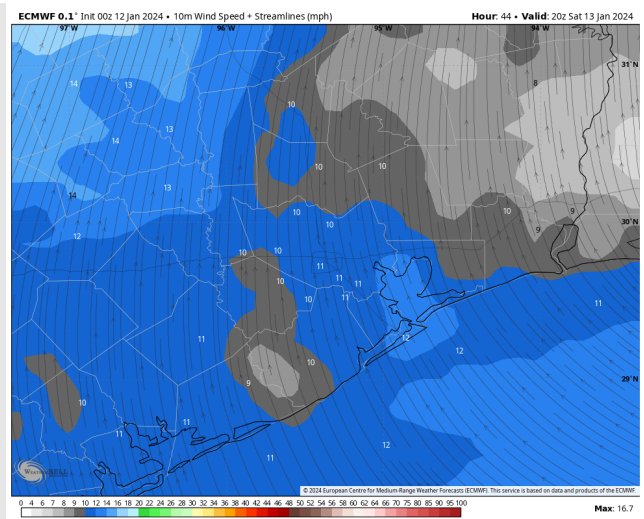 ECMWF 0.1° Init 00z 12 Jan 2024 • 10m Wind Speed + Streamlines (mph)
Hour: 44 • Valid: 20z Sat 13 Jan 2024
97°W 96°W 95°W 94°W
31°N
14 13 8
10
14 13
10 10
13
14
10 10 9
10 30°N
12 9
10 10
11
11
10 11
10 11
11
11
12
12
10
29°N
9
10
11
11
12
11
WeatherBELL
© 2024 European Centre for Medium-Range Weather Forecasts (ECMWF). This service is based on data and products of the ECMWF.
0 4 6 7 8 9 10 12 14 16 18 20 22 24 26 28 30 32 34 36 38 40 42 44 46 48 50 52 54 56 58 60 62 64 66 70 75 80 85 90 95 100
Max: 16.7